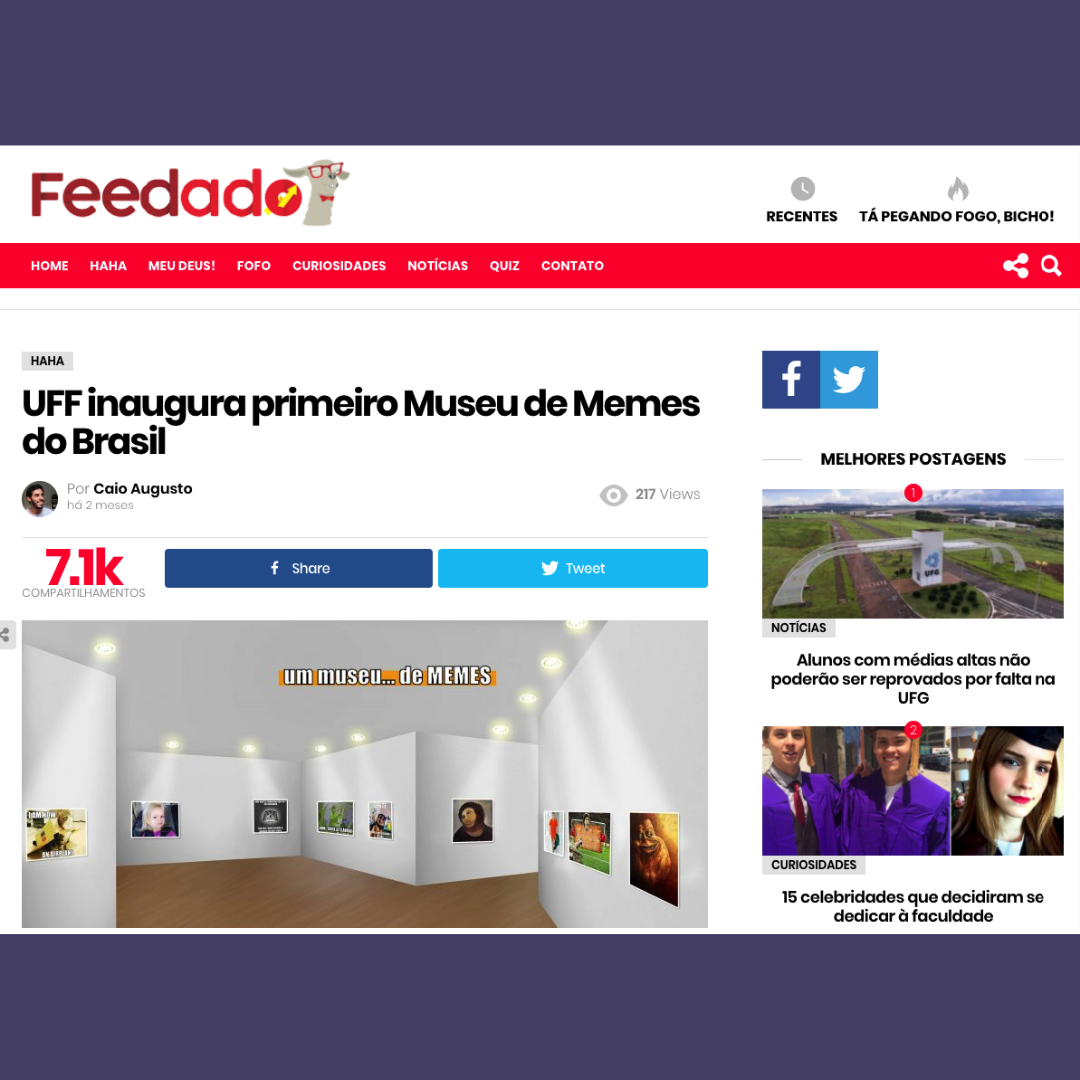 Feedado
RECENTES
TÁ PEGANDO FOGO, BICHO!
HOME HAHA MEU DEUS! FOFO CURIOSIDADES NOTÍCIAS QUIZ CONTATO
HAHA
UFF inaugura primeiro Museu de Memes
do Brasil
Por Caio Augusto
há 2 meses
217 Views
7.1k
COMPARTILHAMENTOS
Share
Tweet
um museu... de MEMES
MELHORES POSTAGENS
1
UFG
NOTÍCIAS
Alunos com médias altas não
poderão ser reprovados por falta na
UFG
2
CURIOSIDADES
15 celebridades que decidiram se
dedicar à faculdade